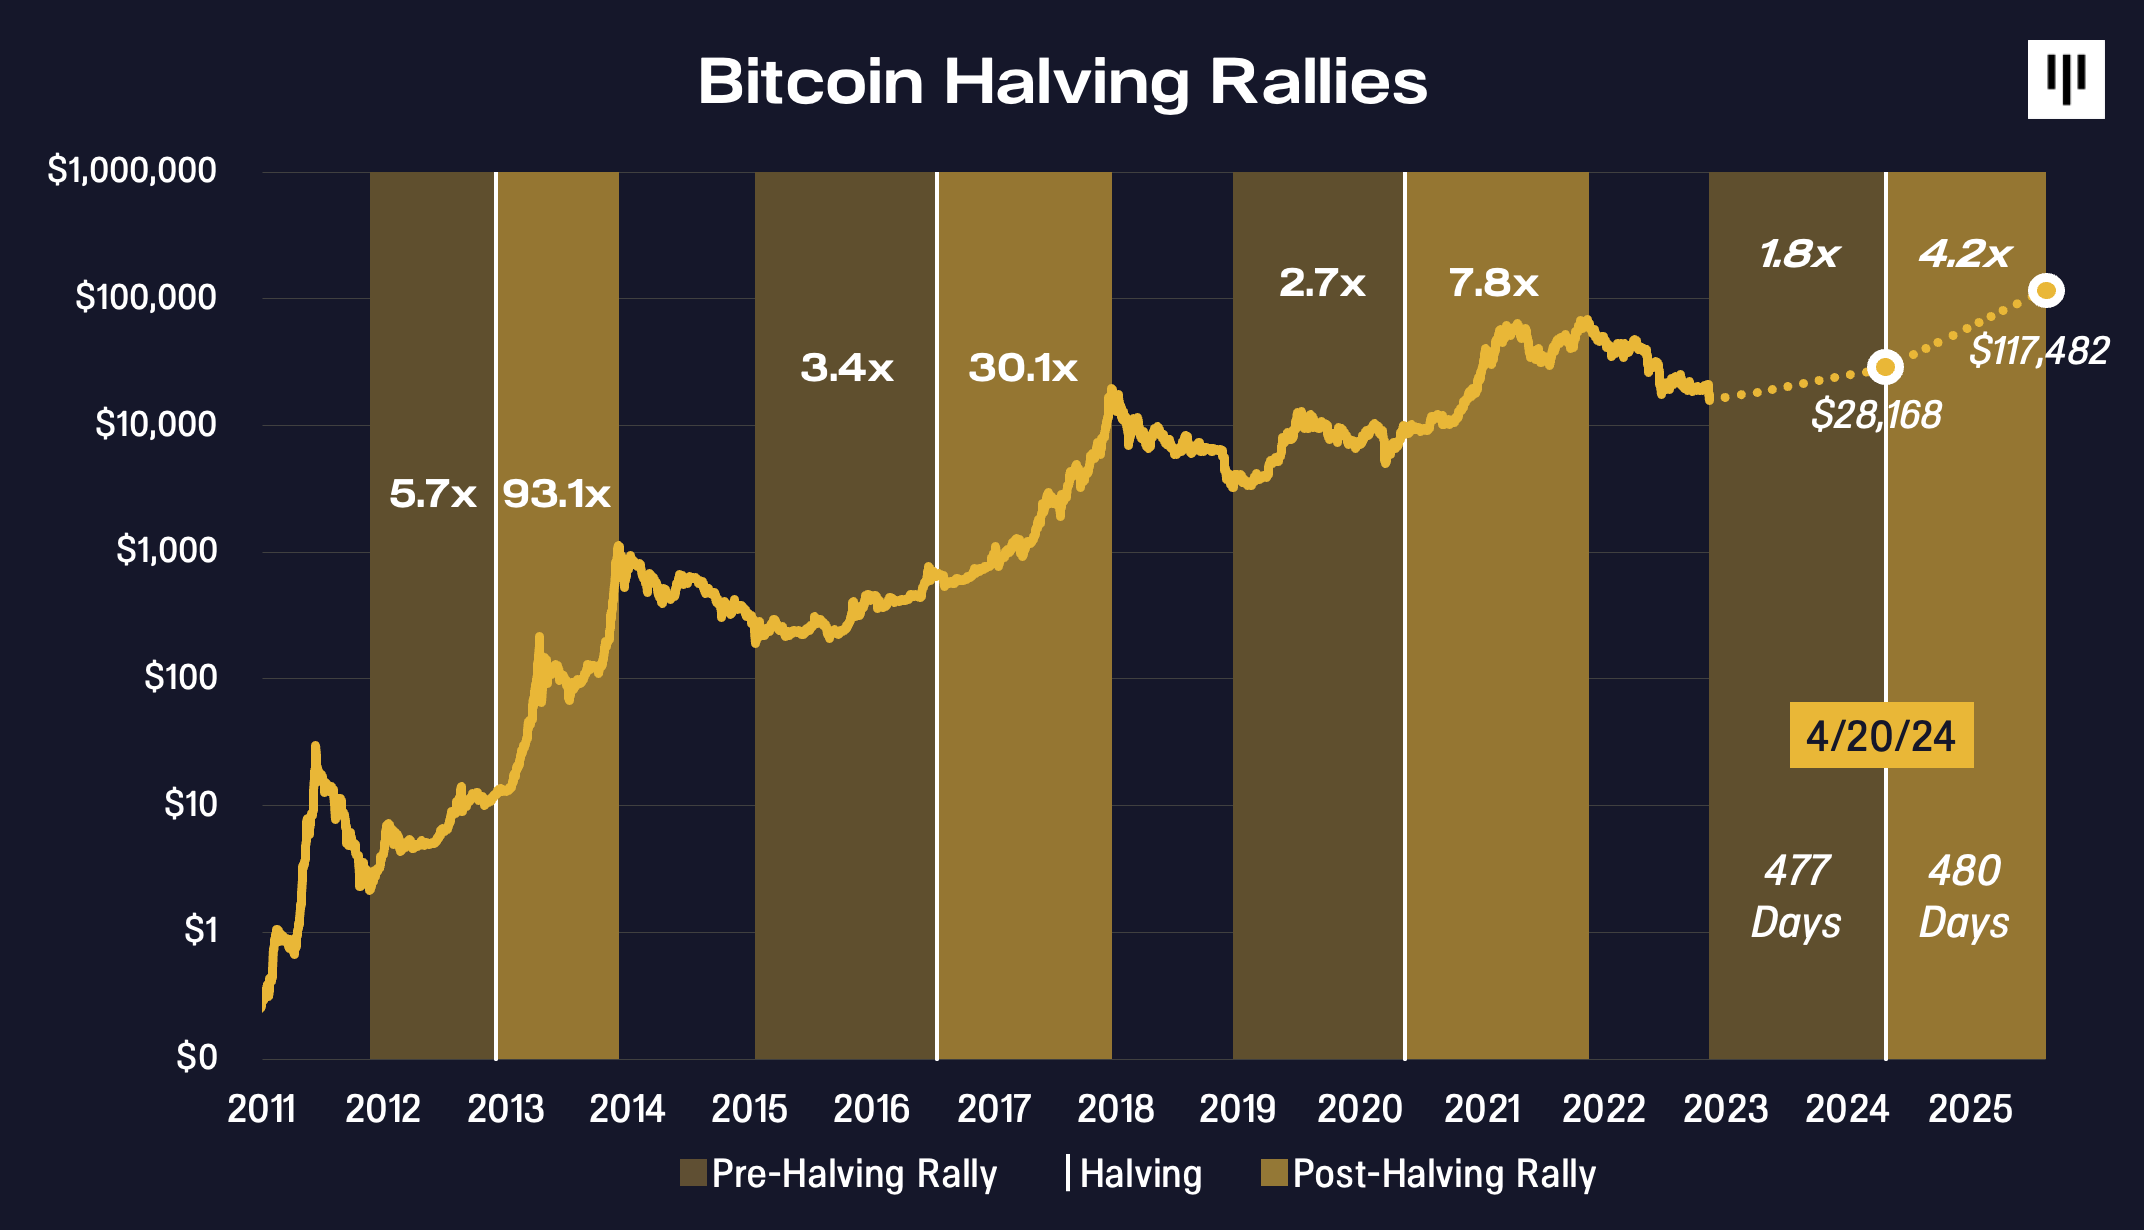 Bitcoin Halving Rallies
$1,000,000
$100,000
$10,000
$1,000
$100
$10
$1
$0
5.7x
93.1x
3.4x
30.1x
2.7x
7.8x
1.8x
4.2x
$117,482
$28,168
4/20/24
477
Days
480
Days
2011 2012 2013 2014 2015 2016 2017 2018 2019 2020 2021 2022 2023 2024 2025
Pre-Halving Rally
Halving
Post-Halving Rally